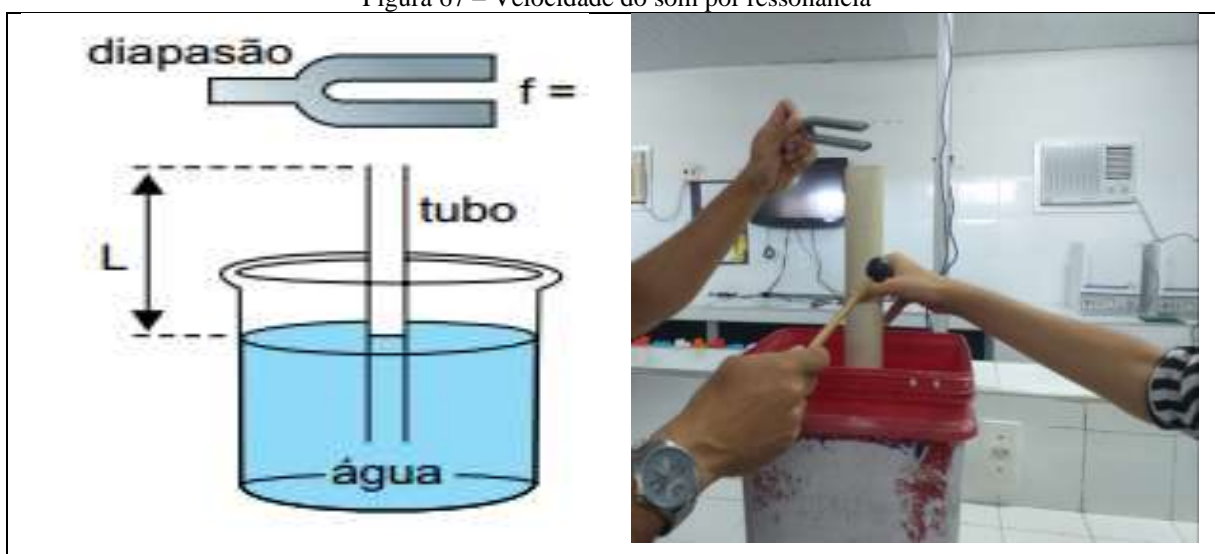 Figura 67 – Velocidade do som por ressonância
diapasão
f =
tubo
L
água